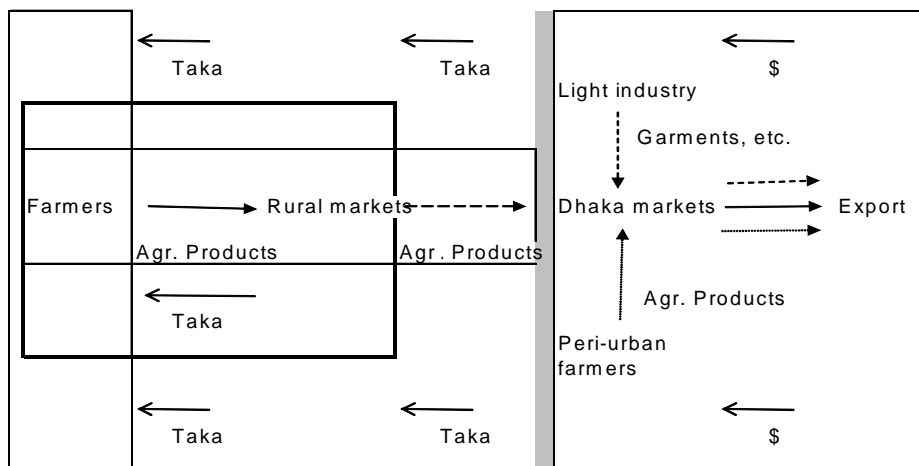 Taka
Taka
$
Light industry
Garments, etc.
Farmers
Rural markets
Dhaka markets
Export
Agr. Products
Agr. Products
Agr. Products
Taka
Peri-urban
farmers
Taka
Taka
$